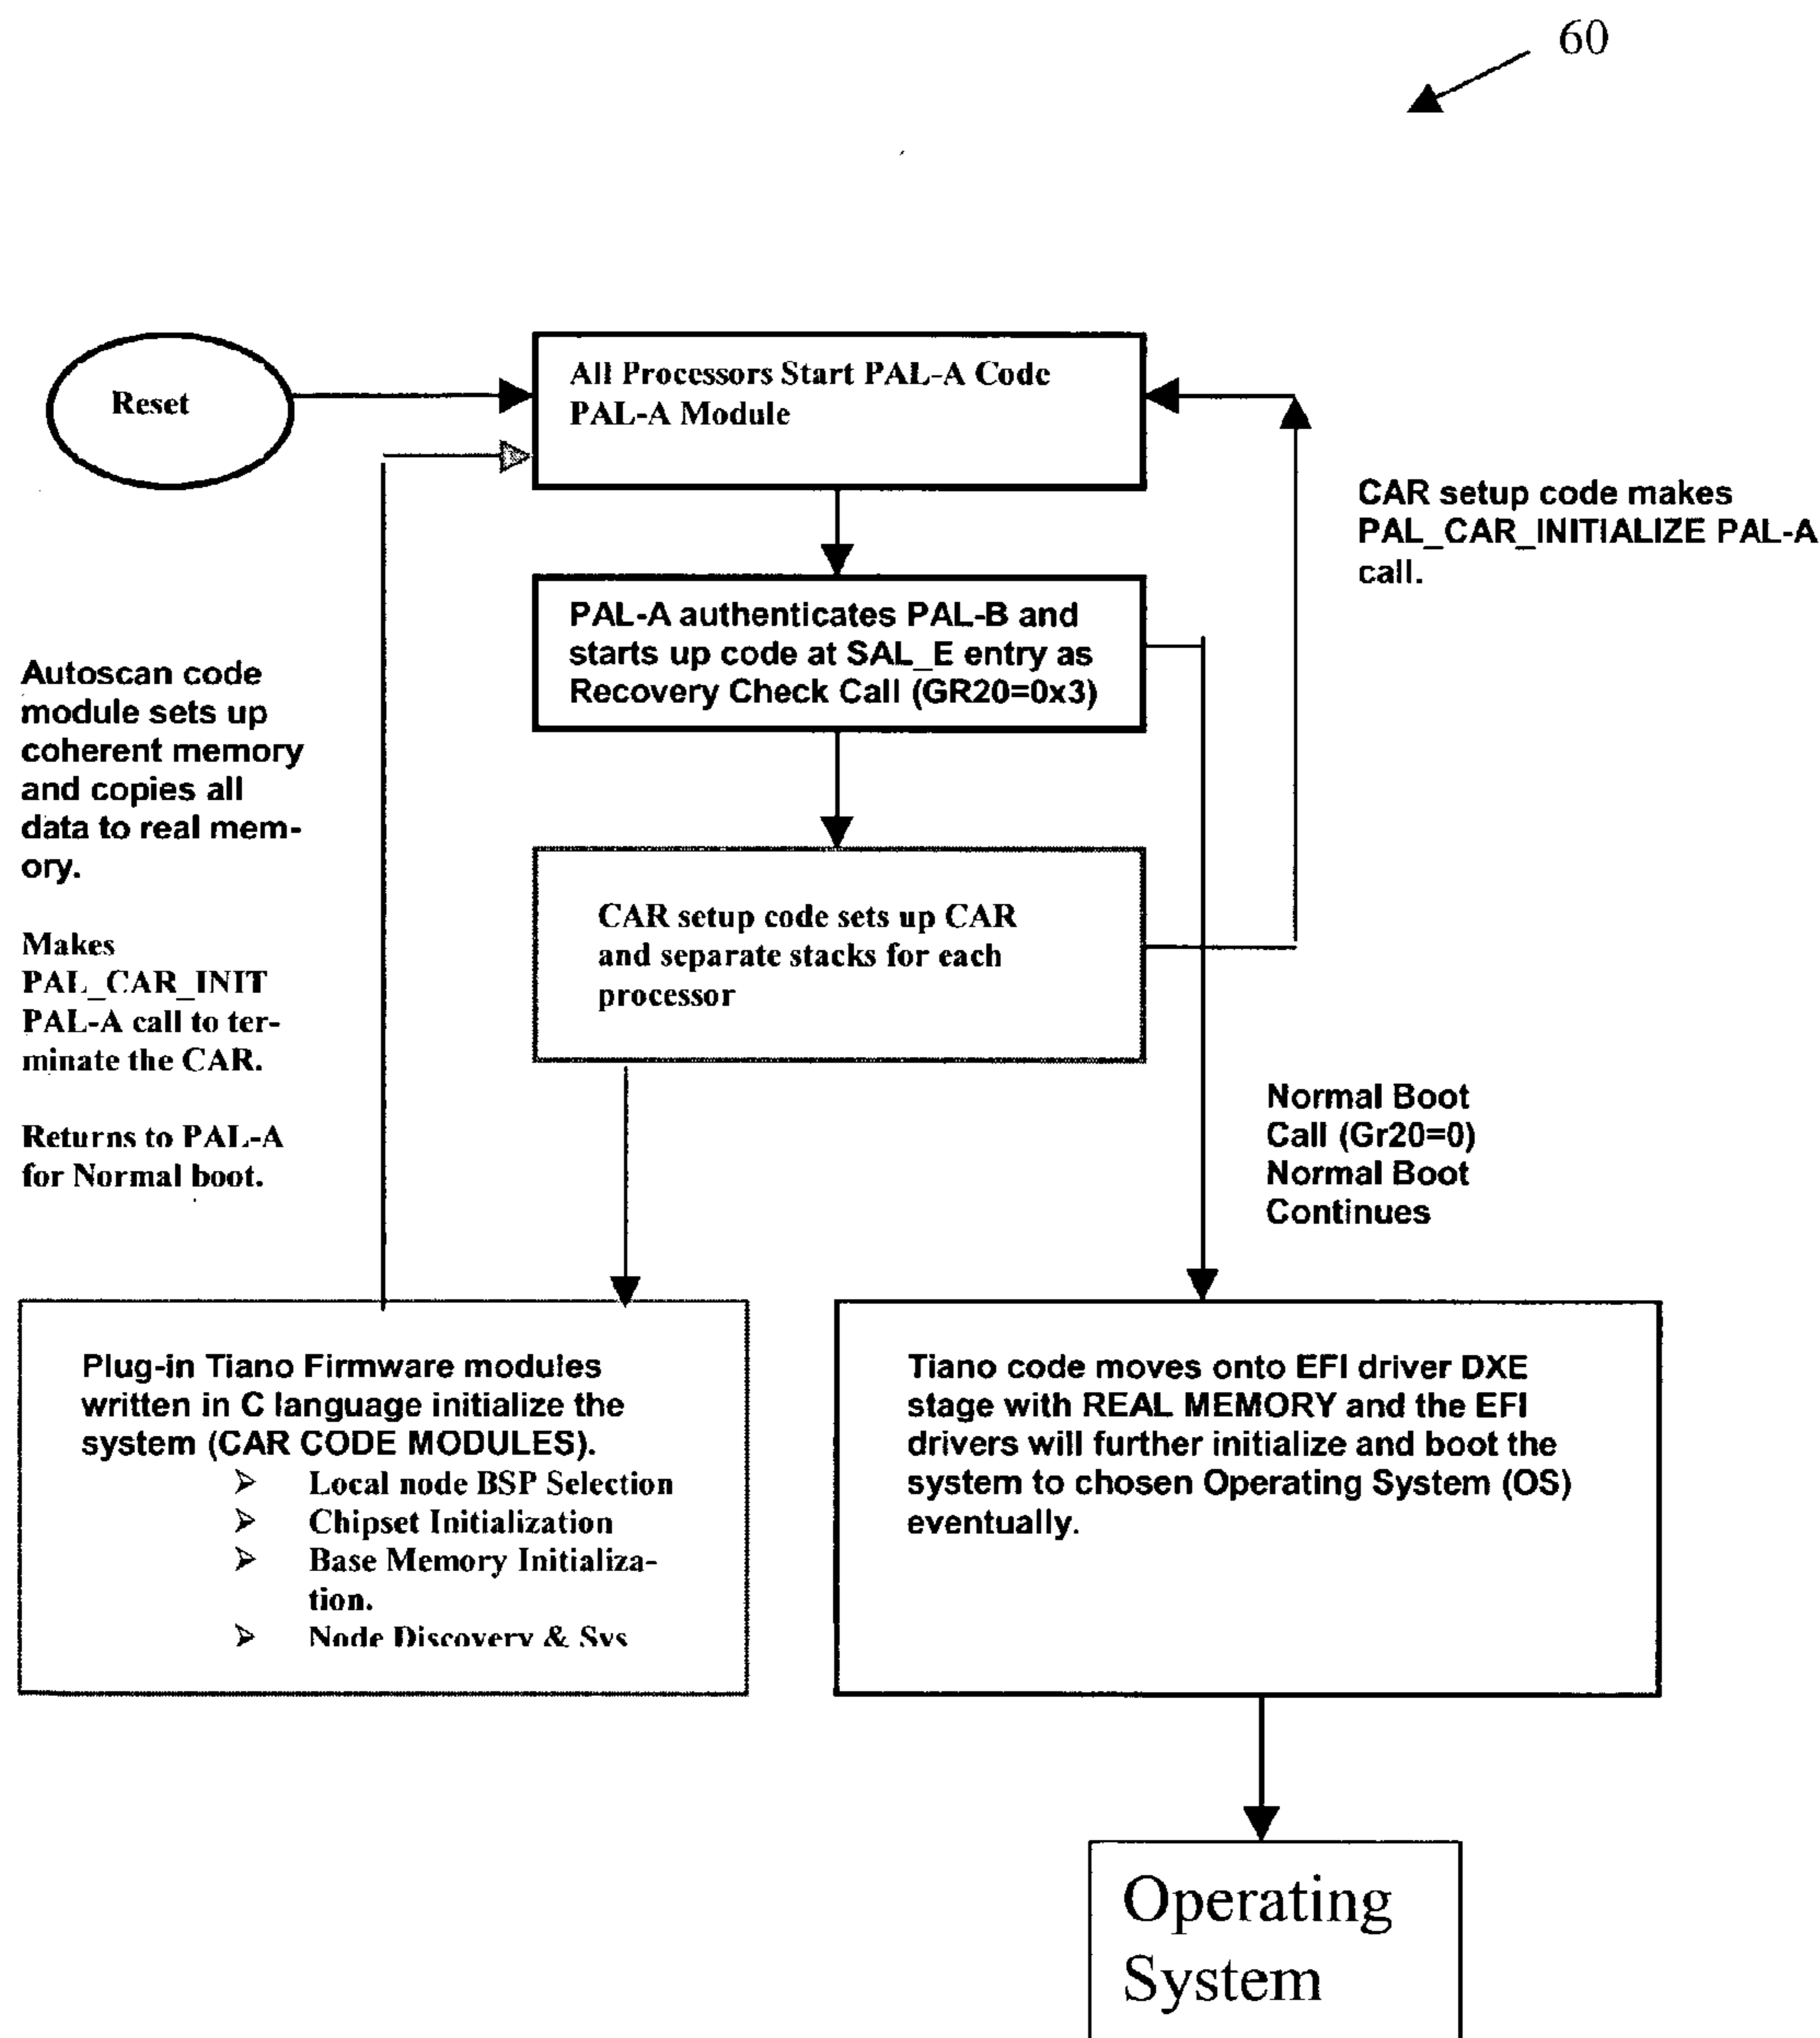 60
Reset
All Processors Start PAL-A Code
PAL-A Module
CAR setup code makes
PAL_CAR_INITIALIZE PAL-A
call.
PAL-A authenticates PAL-B and
starts up code at SAL_E entry as
Recovery Check Call (GR20=0x3)
Autoscan code
module sets up
coherent memory
and copies all
data to real mem-
ory.
Makes
PAL_CAR_INIT
PAL-A call to ter-
minate the CAR.
Returns to PAL-A
for Normal boot.
CAR setup code sets up CAR
and separate stacks for each
processor
Normal Boot
Call (Gr20=0)
Normal Boot
Continues
Plug-in Tiano Firmware modules
written in C language initialize the
system (CAR CODE MODULES).
➢ Local node BSP Selection
➢ Chipset Initialization
➢ Base Memory Initializa-
tion.
➢ Node Discovery & Sys
Tiano code moves onto EFI driver DXE
stage with REAL MEMORY and the EFI
drivers will further initialize and boot the
system to chosen Operating System (OS)
eventually.
Operating
System